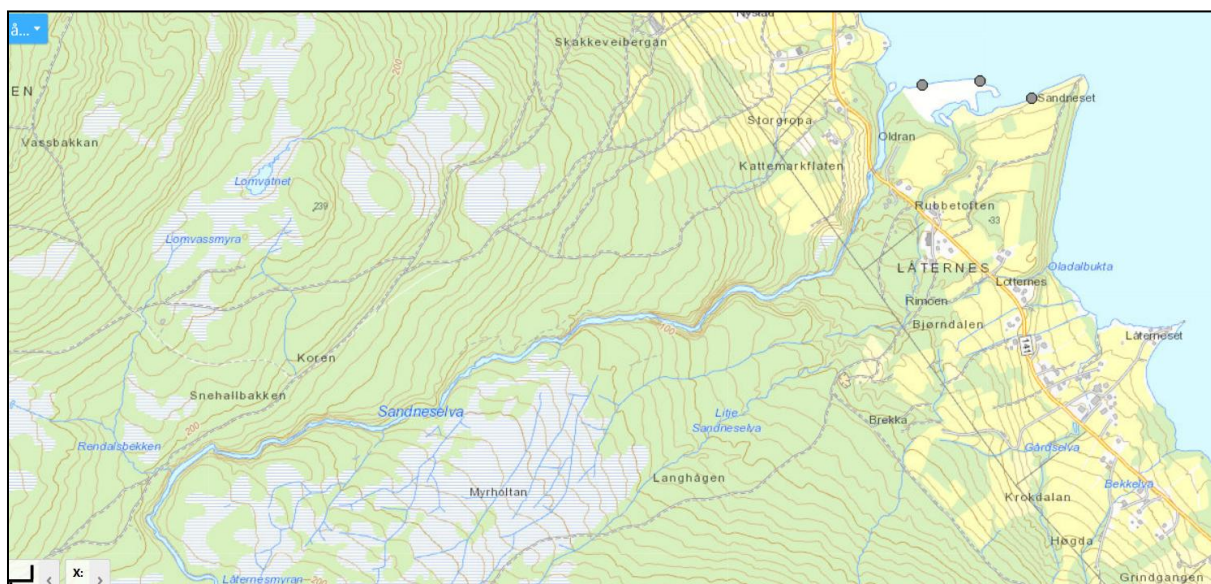 å...
Nystad
200
Skakkeveibergan
EN
Sandneset
Storgropa
Oldran
Vassbakkan
Kattemarkflaten
Lomvatnet
239
Rubbetotten
33
Lomvassmyra
LÅTERNES
Oladalbukta
Lotternes
Rimoen
100
Bjørndalen
Låterneset
141
Koren
Snehallbakken
Sandneselva
Litje
Sandneselva
Brekka
200
Rendalsbekken
Gårdselva
Langhågen
Bekkelva
Myrholtan
Krokdalan
Høgda
X:
Låternesmyran
200
Grindgangen